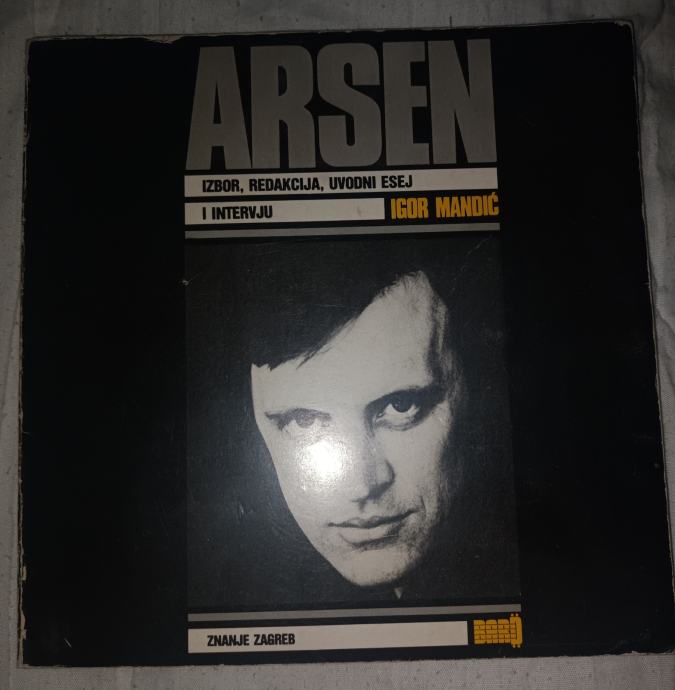 ARSEN
IZBOR, REDAKCIJA, UVODNI ESEJ
I INTERVJU IGOR MANDIĆ
ZNANJE ZAGREB